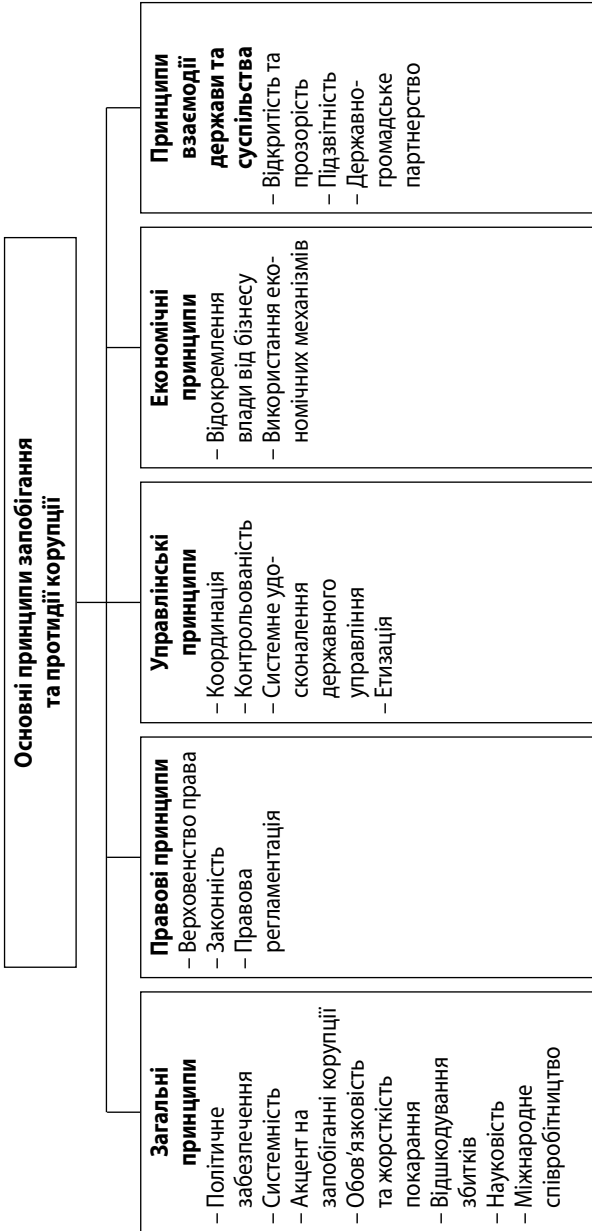 Основні принципи запобігання
та протидії корупції
Загальні
принципи
– Політичне
забезпечення
– Системність
– Акцент на
запобіганні корупції
– Обов’язковість
та жорсткість
покарання
– Відшкодування
збитків
– Науковість
– Міжнародне
співробітництво
Правові принципи
– Верховенство права
– Законність
– Правова
регламентація
Управлінські
принципи
– Координація
– Контрольованість
– Системне удо-
сконалення
державного
управління
– Етизація
Економічні
принципи
– Відокремлення
влади від бізнесу
– Використання еко-
номічних механізмів
Принципи
взаємодії
держави та
суспільства
– Відкритість та
прозорість
– Підзвітність
– Державно-
громадське
партнерство